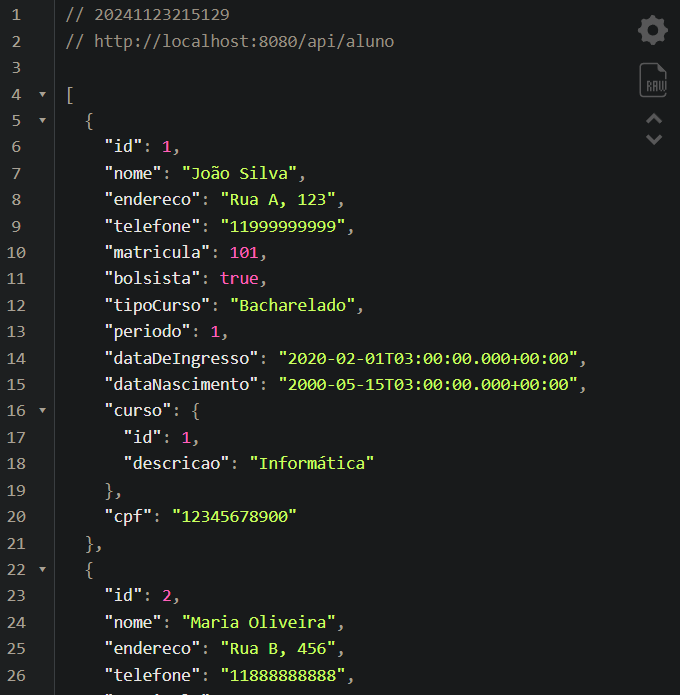 1 // 20241123215129
2 // http://localhost:8080/api/aluno
3
4 [
5 {
6 "id": 1,
7 "nome": "João Silva",
8 "endereco": "Rua A, 123",
9 "telefone": "11999999999",
10 "matricula": 101,
11 "bolsista": true,
12 "tipoCurso": "Bacharelado",
13 "periodo": 1,
14 "dataDeIngresso": "2020-02-01T03:00:00.000+00:00",
15 "dataNascimento": "2000-05-15T03:00:00.000+00:00",
16 "curso": {
17 "id": 1,
18 "descricao": "Informática"
19 },
20 "cpf": "12345678900"
21 },
22 {
23 "id": 2,
24 "nome": "Maria Oliveira",
25 "endereco": "Rua B, 456",
26 "telefone": "11888888888",
RAW